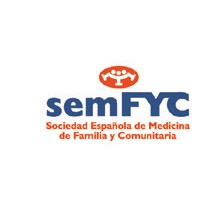 semFYC
Sociedad Española de Medicina
de Familia y Comunitaria